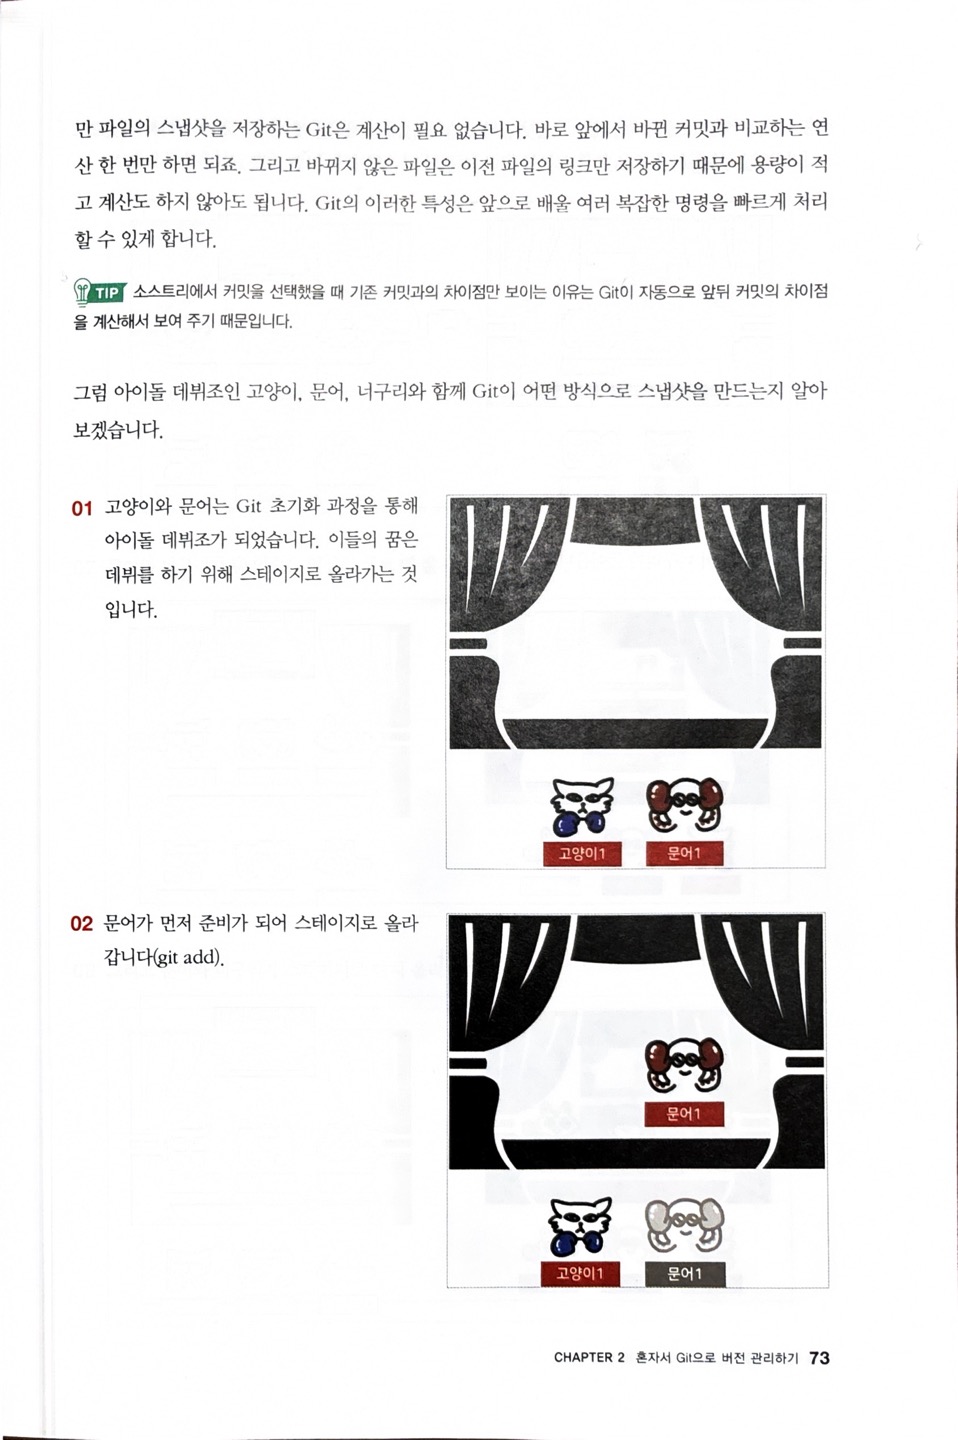 만 파일의 스냅샷을 저장하는 Git은 계산이 필요 없습니다. 바로 앞에서 바뀐 커밋과 비교하는 연
산 한 번만 하면 되죠. 그리고 바뀌지 않은 파일은 이전 파일의 링크만 저장하기 때문에 용량이 적
고 계산도 하지 않아도 됩니다. Git의 이러한 특성은 앞으로 배울 여러 복잡한 명령을 빠르게 처리
할 수 있게 합니다.
TIP 소스트리에서 커밋을 선택했을 때 기존 커밋과의 차이점만 보이는 이유는 Git이 자동으로 앞뒤 커밋의 차이점
을 계산해서 보여 주기 때문입니다.
그럼 아이돌 데뷔조인 고양이, 문어, 너구리와 함께 Git이 어떤 방식으로 스냅샷을 만드는지 알아
보겠습니다.
01 고양이와 문어는 Git 초기화 과정을 통해
아이돌 데뷔조가 되었습니다. 이들의 꿈은
데뷔를 하기 위해 스테이지로 올라가는 것
입니다.
고양이1 문어1
02 문어가 먼저 준비가 되어 스테이지로 올라
갑니다(git add).
문어1
고양이1 문어1
CHAPTER 2 혼자서 Git으로 버전 관리하기 73